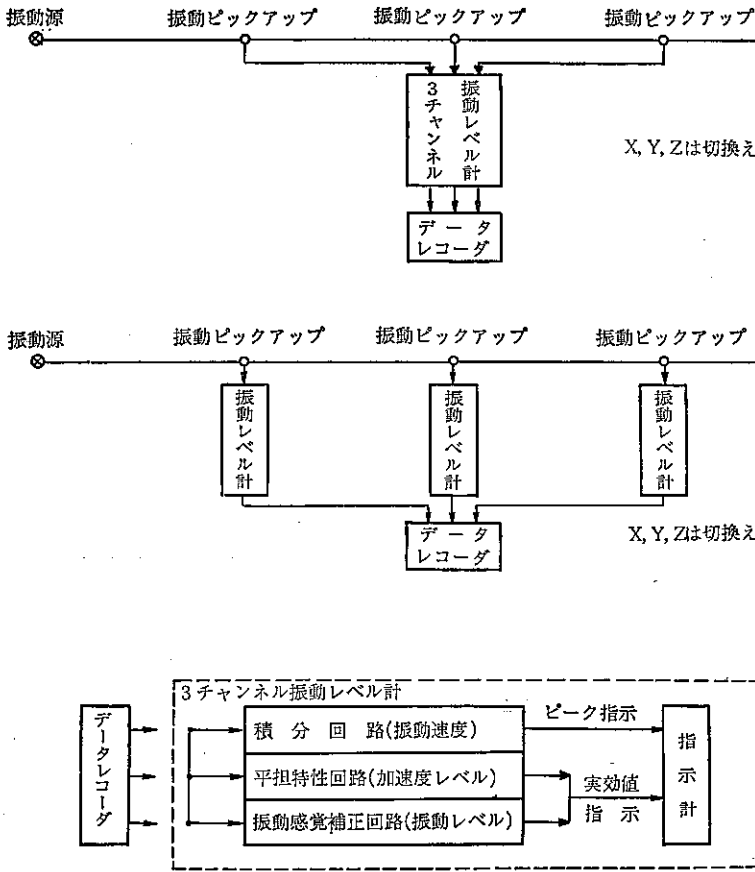 振動源 振動ピックアップ 振動ピックアップ 振動ピックアップ
3チャンネル
振動レベル計
X, Y, Zは切換え
データ
レコーダ
振動源 振動ピックアップ 振動ピックアップ 振動ピックアップ
振動レベル計 振動レベル計 振動レベル計
データ
レコーダ
X, Y, Zは切換え
3チャンネル振動レベル計
データレコーダ
積分回路(振動速度)
ピーク指示
平担特性回路(加速度レベル)
実効値
指示
振動感覚補正回路(振動レベル)
指示計